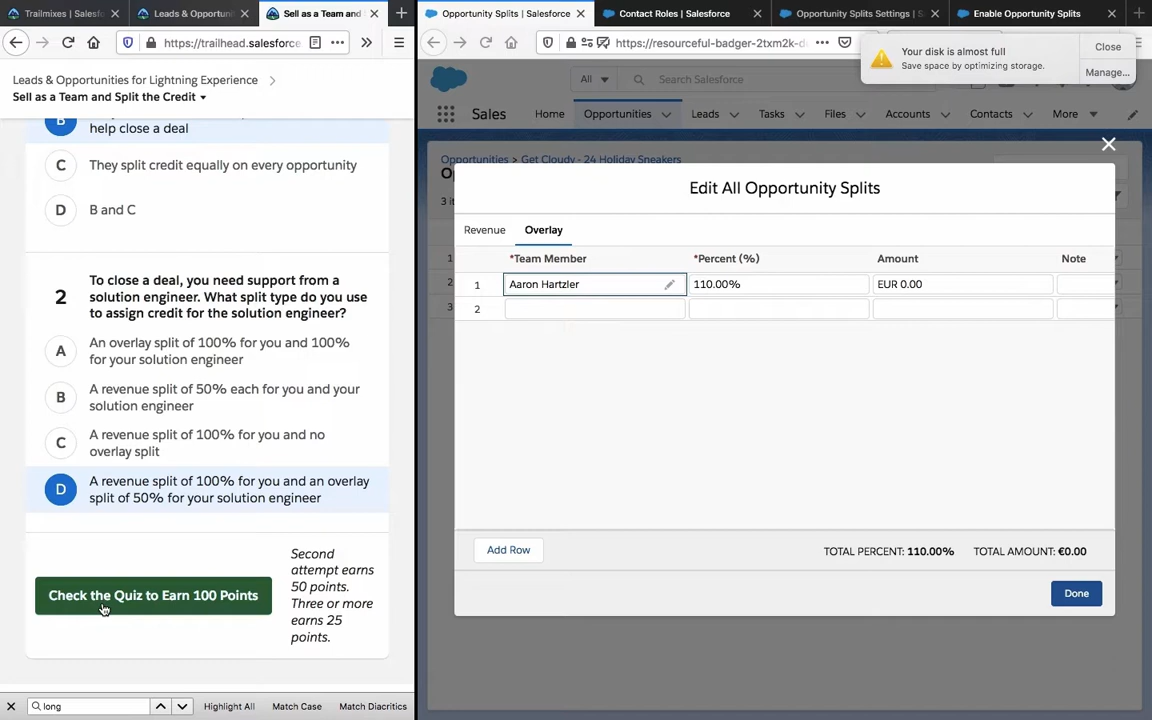 Trailmixes | Salesf
Leads & Opportun
Sell as a Team and
Opportunity Splits | Salesforce
Contact Roles | Salesforce
Opportunity Splits Settings | S
Enable Opportunity Splits
https://trailhead.salesforce
https://resourceful-badger-2txm2k-d
Your disk is almost full
Save space by optimizing storage.
Close
Manage...
Leads & Opportunities for Lightning Experience
Sell as a Team and Split the Credit
All
Search Salesforce
Sales
Home
Opportunities
Leads
Tasks
Files
Accounts
Contacts
More
B
help close a deal
C
They split credit equally on every opportunity
D
B and C
2
To close a deal, you need support from a
solution engineer. What split type do you use
to assign credit for the solution engineer?
A
An overlay split of 100% for you and 100%
for your solution engineer
B
A revenue split of 50% each for you and your
solution engineer
C
A revenue split of 100% for you and no
overlay split
D
A revenue split of 100% for you and an overlay
split of 50% for your solution engineer
Check the Quiz to Earn 100 Points
Second
attempt earns
50 points.
Three or more
earns 25
points.
long
Highlight All
Match Case
Match Diacritics
Opportunities > Get Cloudy - 24 Holiday Sneakers
Edit All Opportunity Splits
Revenue
Overlay
*Team Member
*Percent (%)
Amount
Note
1
Aaron Hartzler
110.00%
EUR 0.00
2
Add Row
TOTAL PERCENT: 110.00%
TOTAL AMOUNT: €0.00
Done